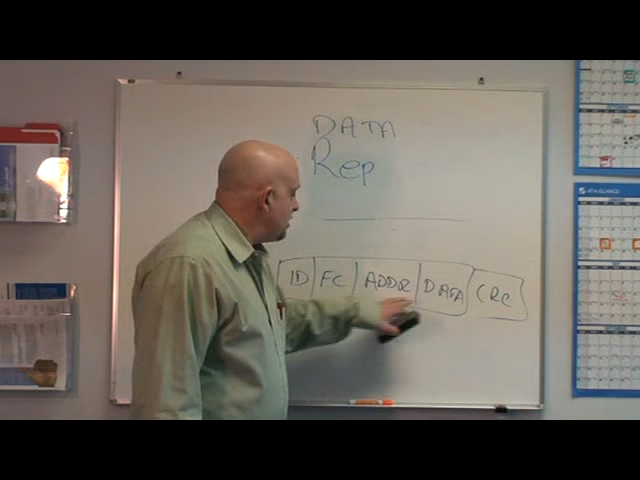 DATA
Rep
ID FC ADDR DATA CRC